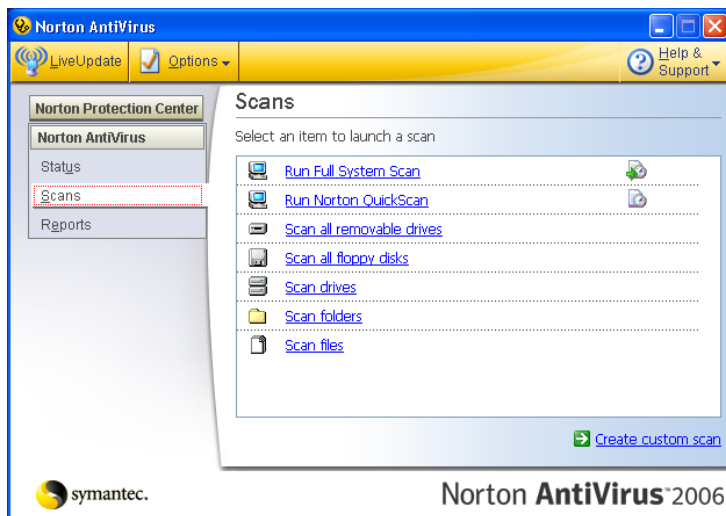 Norton AntiVirus
LiveUpdate
Options
Help &
Support
Norton Protection Center
Norton AntiVirus
Status
Scans
Reports
Scans
Select an item to launch a scan
Run Full System Scan
Run Norton QuickScan
Scan all removable drives
Scan all floppy disks
Scan drives
Scan folders
Scan files
Create custom scan
symantec.
Norton AntiVirus™2006